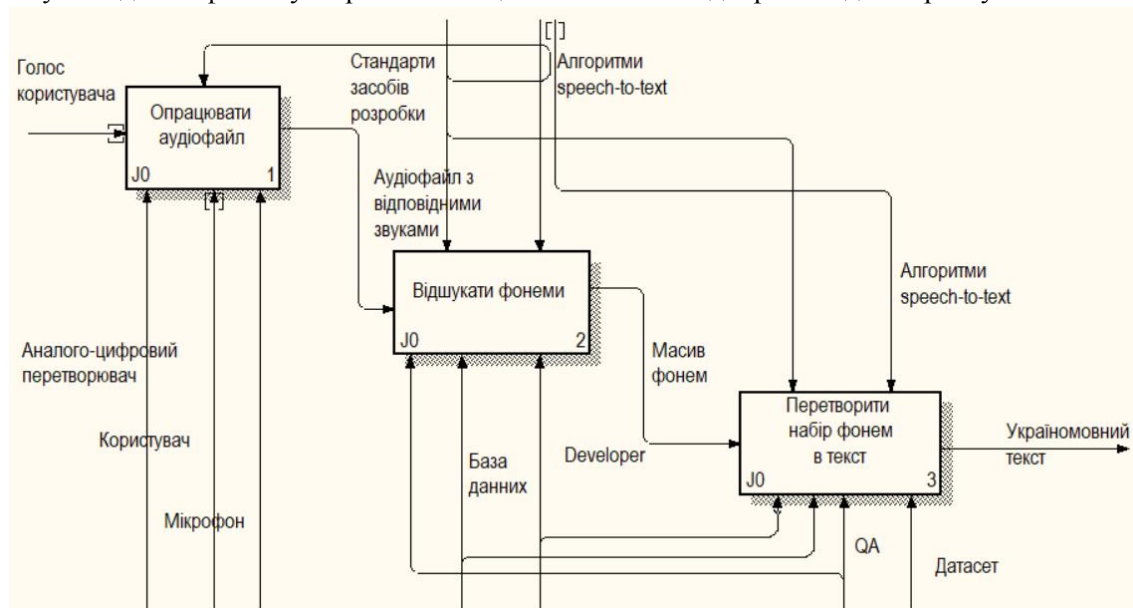 Голос
користувача
Опрацювати
аудіофайл
J0
1
Стандарти
засобів
розробки
Алгоритми
speech-to-text
Аудіофайл з
відповідними
звуками
Відшукати фонеми
J0
2
Алгоритми
speech-to-text
Аналого-цифровий
перетворювач
Масив
фонем
Перетворити
набір фонем
в текст
J0
3
Україномовний
текст
Користувач
База
данних
Developer
Мікрофон
QA
Датасет